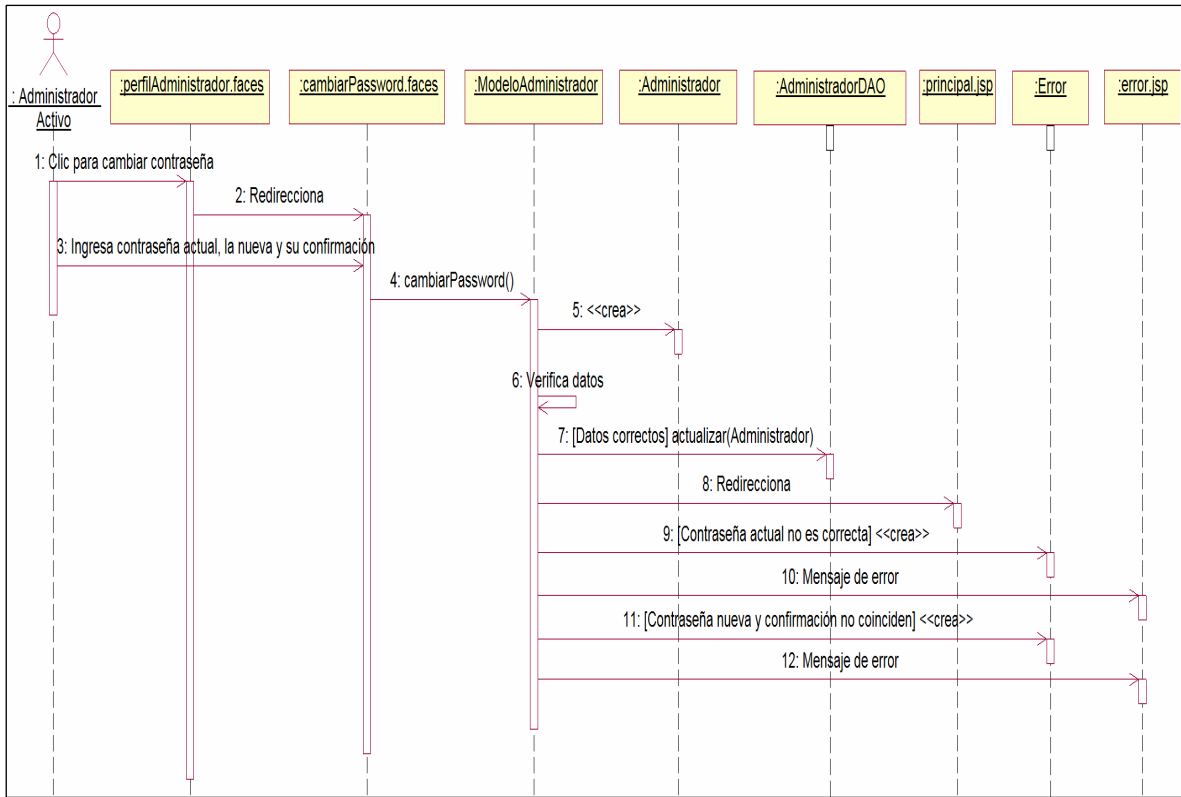 : Administrador
Activo
:perfilAdministrador.faces
:cambiarPassword.faces
:ModeloAdministrador
:Administrador
:AdministradorDAO
:principal.jsp
:Error
:error.jsp
1: Clic para cambiar contraseña
2: Redirecciona
3: Ingresa contraseña actual, la nueva y su confirmación
4: cambiarPassword()
5: <<crea>>
6: Verifica datos
7: [Datos correctos] actualizar(Administrador)
8: Redirecciona
9: [Contraseña actual no es correcta] <<crea>>
10: Mensaje de error
11: [Contraseña nueva y confirmación no coinciden] <<crea>>
12: Mensaje de error